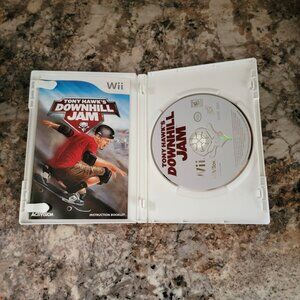 Wii
TONY HAWK'S
DOWNHILL
JAM
ACTIVISION
INSTRUCTION BOOKLET
TONY HAWK'S
DOWNHILL
JAM
Wii